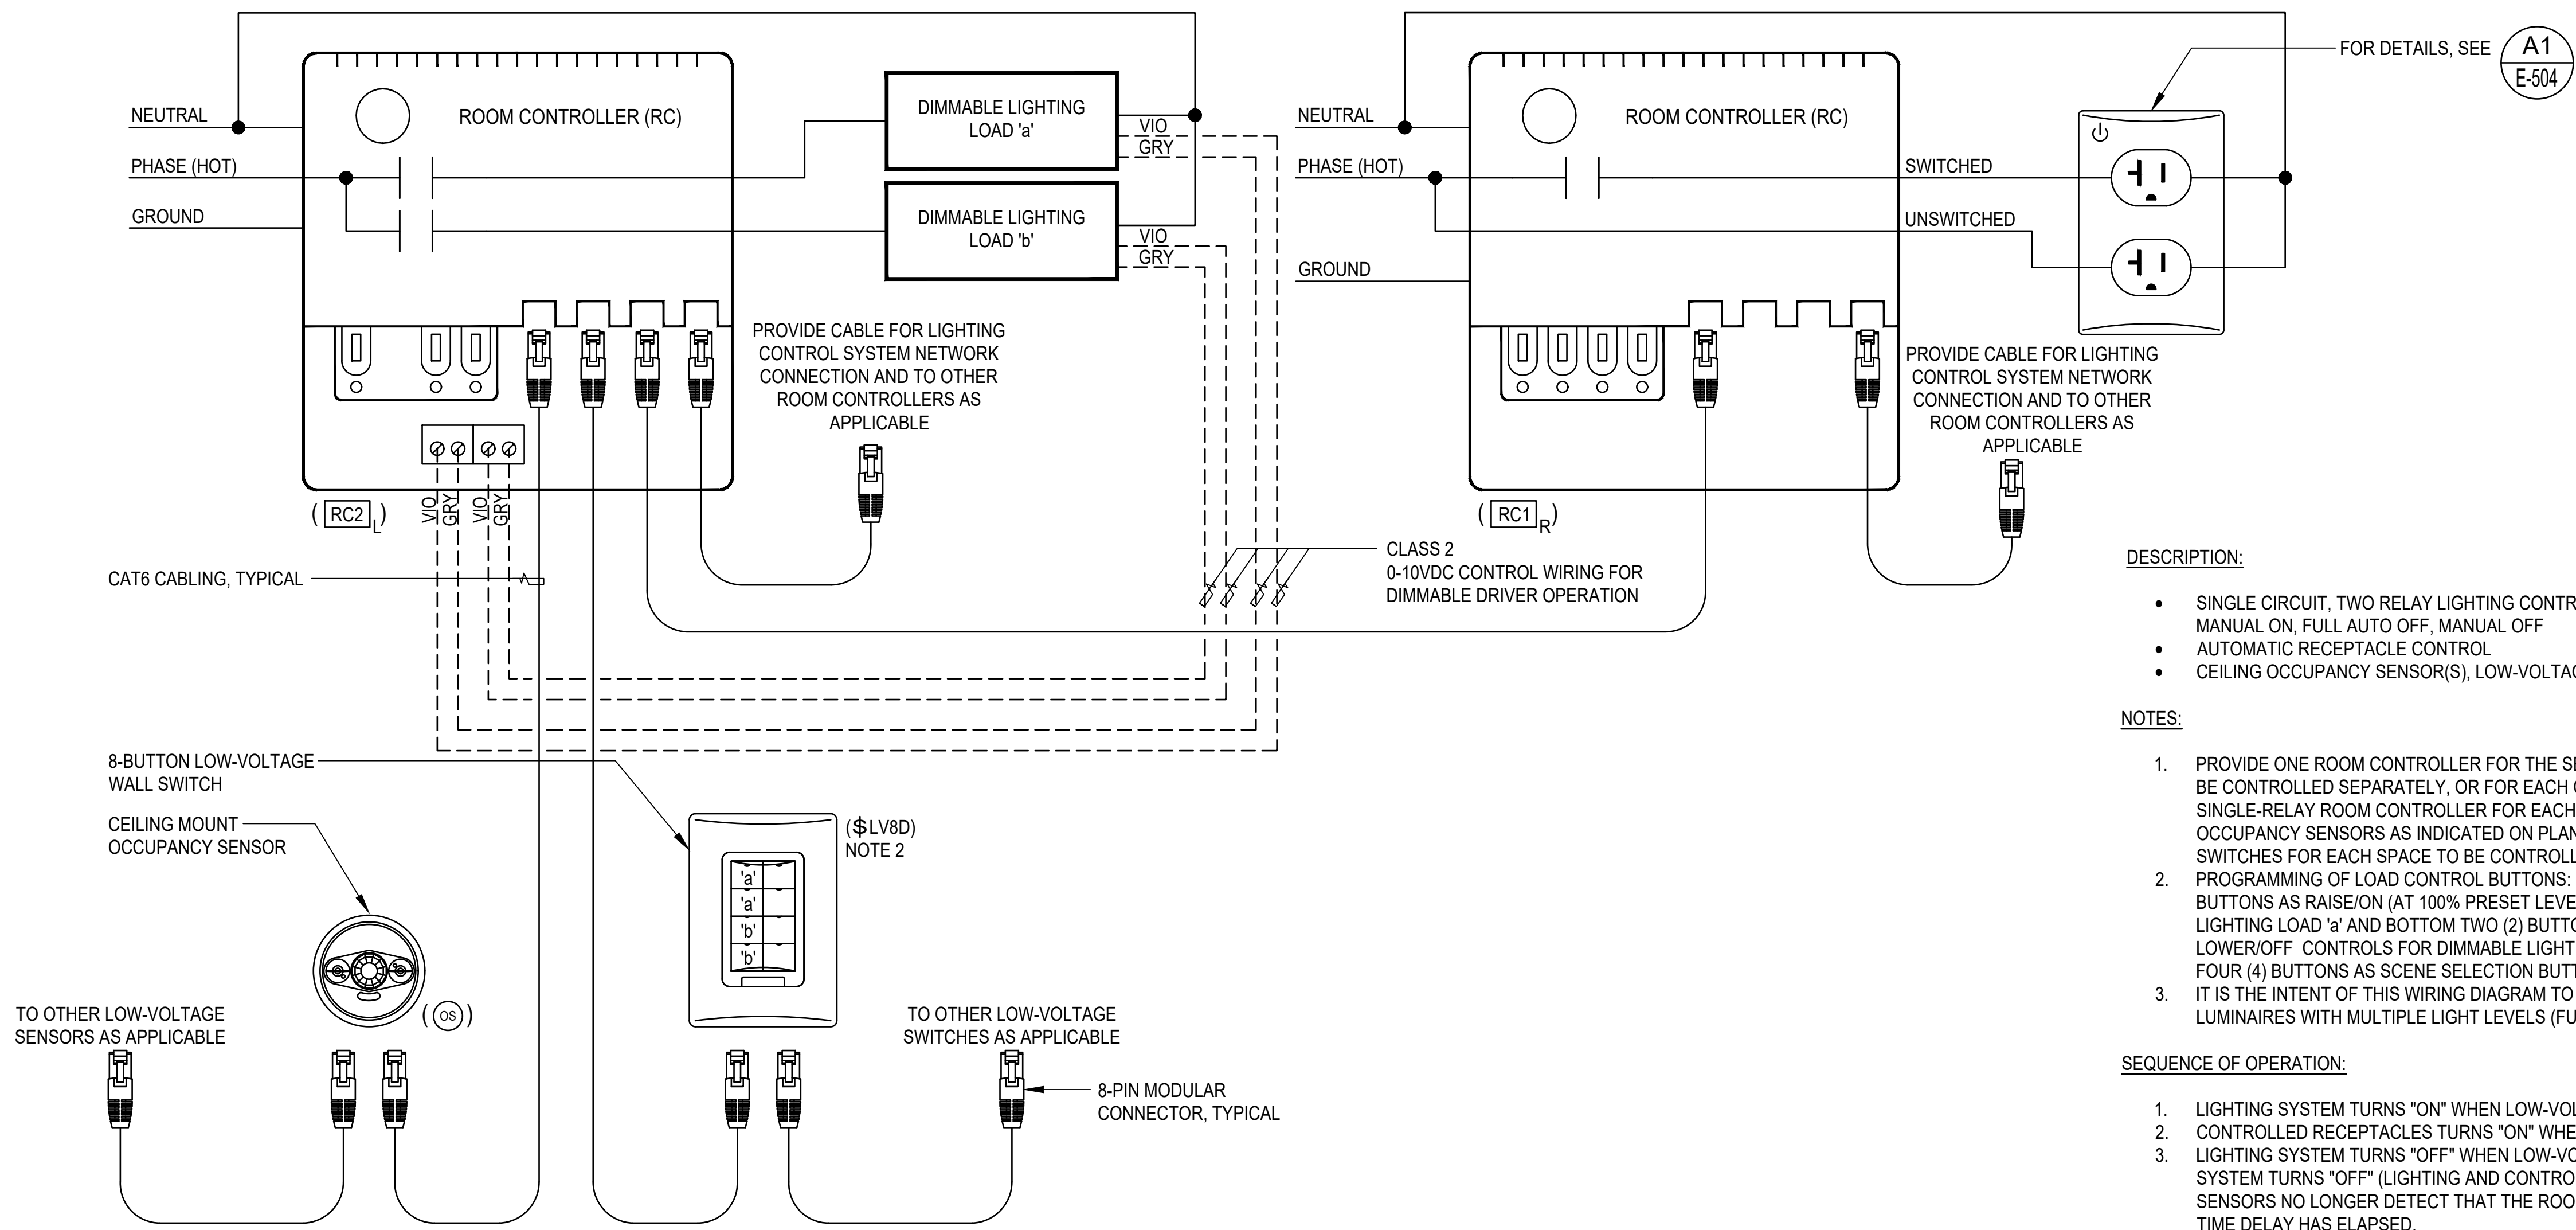 NEUTRAL
PHASE (HOT)
GROUND
ROOM CONTROLLER (RC)
DIMMABLE LIGHTING
LOAD 'a'
DIMMABLE LIGHTING
LOAD 'b'
VIO
GRY
VIO
GRY
PROVIDE CABLE FOR LIGHTING
CONTROL SYSTEM NETWORK
CONNECTION AND TO OTHER
ROOM CONTROLLERS AS
APPLICABLE
( RC2 L)
VIO
GRY
VIO
GRY
CAT6 CABLING, TYPICAL
NEUTRAL
PHASE (HOT)
GROUND
ROOM CONTROLLER (RC)
SWITCHED
UNSWITCHED
FOR DETAILS, SEE
A1
E-504
PROVIDE CABLE FOR LIGHTING
CONTROL SYSTEM NETWORK
CONNECTION AND TO OTHER
ROOM CONTROLLERS AS
APPLICABLE
( RC1 R)
CLASS 2
0-10VDC CONTROL WIRING FOR
DIMMABLE DRIVER OPERATION
8-BUTTON LOW-VOLTAGE
WALL SWITCH
CEILING MOUNT
OCCUPANCY SENSOR
($LV8D)
NOTE 2
'a'
'a'
'b'
'b'
(OS)
TO OTHER LOW-VOLTAGE
SENSORS AS APPLICABLE
TO OTHER LOW-VOLTAGE
SWITCHES AS APPLICABLE
8-PIN MODULAR
CONNECTOR, TYPICAL
DESCRIPTION:
• SINGLE CIRCUIT, TWO RELAY LIGHTING CONTR
MANUAL ON, FULL AUTO OFF, MANUAL OFF
• AUTOMATIC RECEPTACLE CONTROL
• CEILING OCCUPANCY SENSOR(S), LOW-VOLTAG
NOTES:
1. PROVIDE ONE ROOM CONTROLLER FOR THE S
BE CONTROLLED SEPARATELY, OR FOR EACH
SINGLE-RELAY ROOM CONTROLLER FOR EACH
OCCUPANCY SENSORS AS INDICATED ON PLAN
SWITCHES FOR EACH SPACE TO BE CONTROLL
2. PROGRAMMING OF LOAD CONTROL BUTTONS:
BUTTONS AS RAISE/ON (AT 100% PRESET LEVE
LIGHTING LOAD 'a' AND BOTTOM TWO (2) BUTTO
LOWER/OFF CONTROLS FOR DIMMABLE LIGHT
FOUR (4) BUTTONS AS SCENE SELECTION BUTT
3. IT IS THE INTENT OF THIS WIRING DIAGRAM TO
LUMINAIRES WITH MULTIPLE LIGHT LEVELS (FU
SEQUENCE OF OPERATION:
1. LIGHTING SYSTEM TURNS "ON" WHEN LOW-VOL
2. CONTROLLED RECEPTACLES TURNS "ON" WHE
3. LIGHTING SYSTEM TURNS "OFF" WHEN LOW-VO
SYSTEM TURNS "OFF" (LIGHTING AND CONTRO
SENSORS NO LONGER DETECT THAT THE ROO
TIME DELAY HAS ELAPSED.